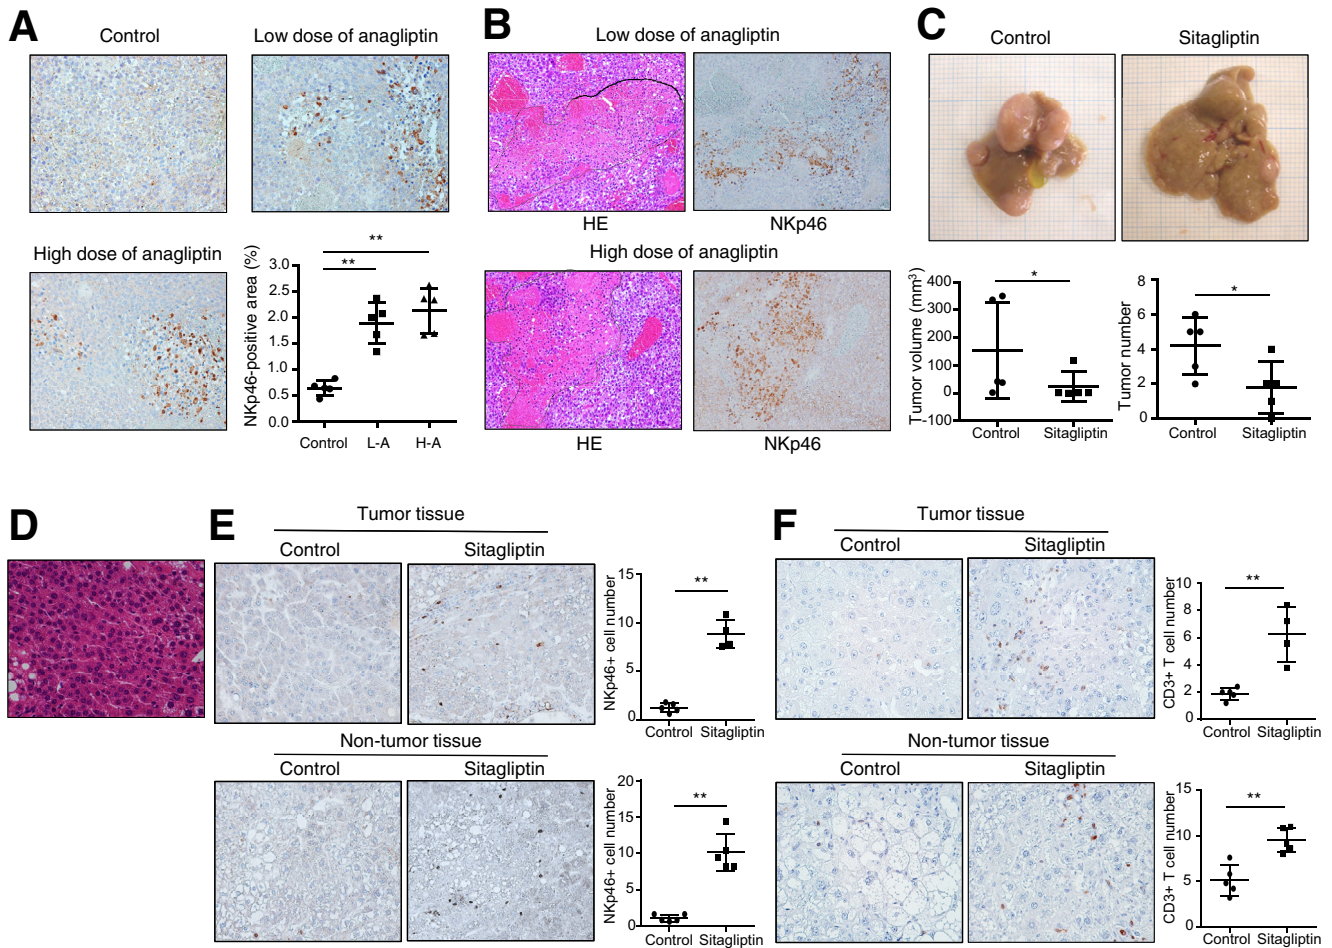 A
Control
Low dose of anagliptin
High dose of anagliptin
NKp46-positive area (%)
3.0
2.5
2.0
1.5
1.0
0.5
0.0
**
**
Control L-A H-A
B
Low dose of anagliptin
HE NKp46
High dose of anagliptin
HE NKp46
C
Control Sitagliptin
Tumor volume (mm3)
400
300
200
100
0
-100
*
Control Sitagliptin
Tumor number
8
6
4
2
0
*
Control Sitagliptin
D
E
Tumor tissue
Control Sitagliptin
NKp46+ cell number
15
10
5
0
**
Control Sitagliptin
Non-tumor tissue
Control Sitagliptin
NKp46+ cell number
20
15
10
5
0
**
Control Sitagliptin
F
Tumor tissue
Control Sitagliptin
CD3+ T cell number
10
8
6
4
2
0
**
Control Sitagliptin
Non-tumor tissue
Control Sitagliptin
CD3+ T cell number
15
10
5
0
**
Control Sitagliptin